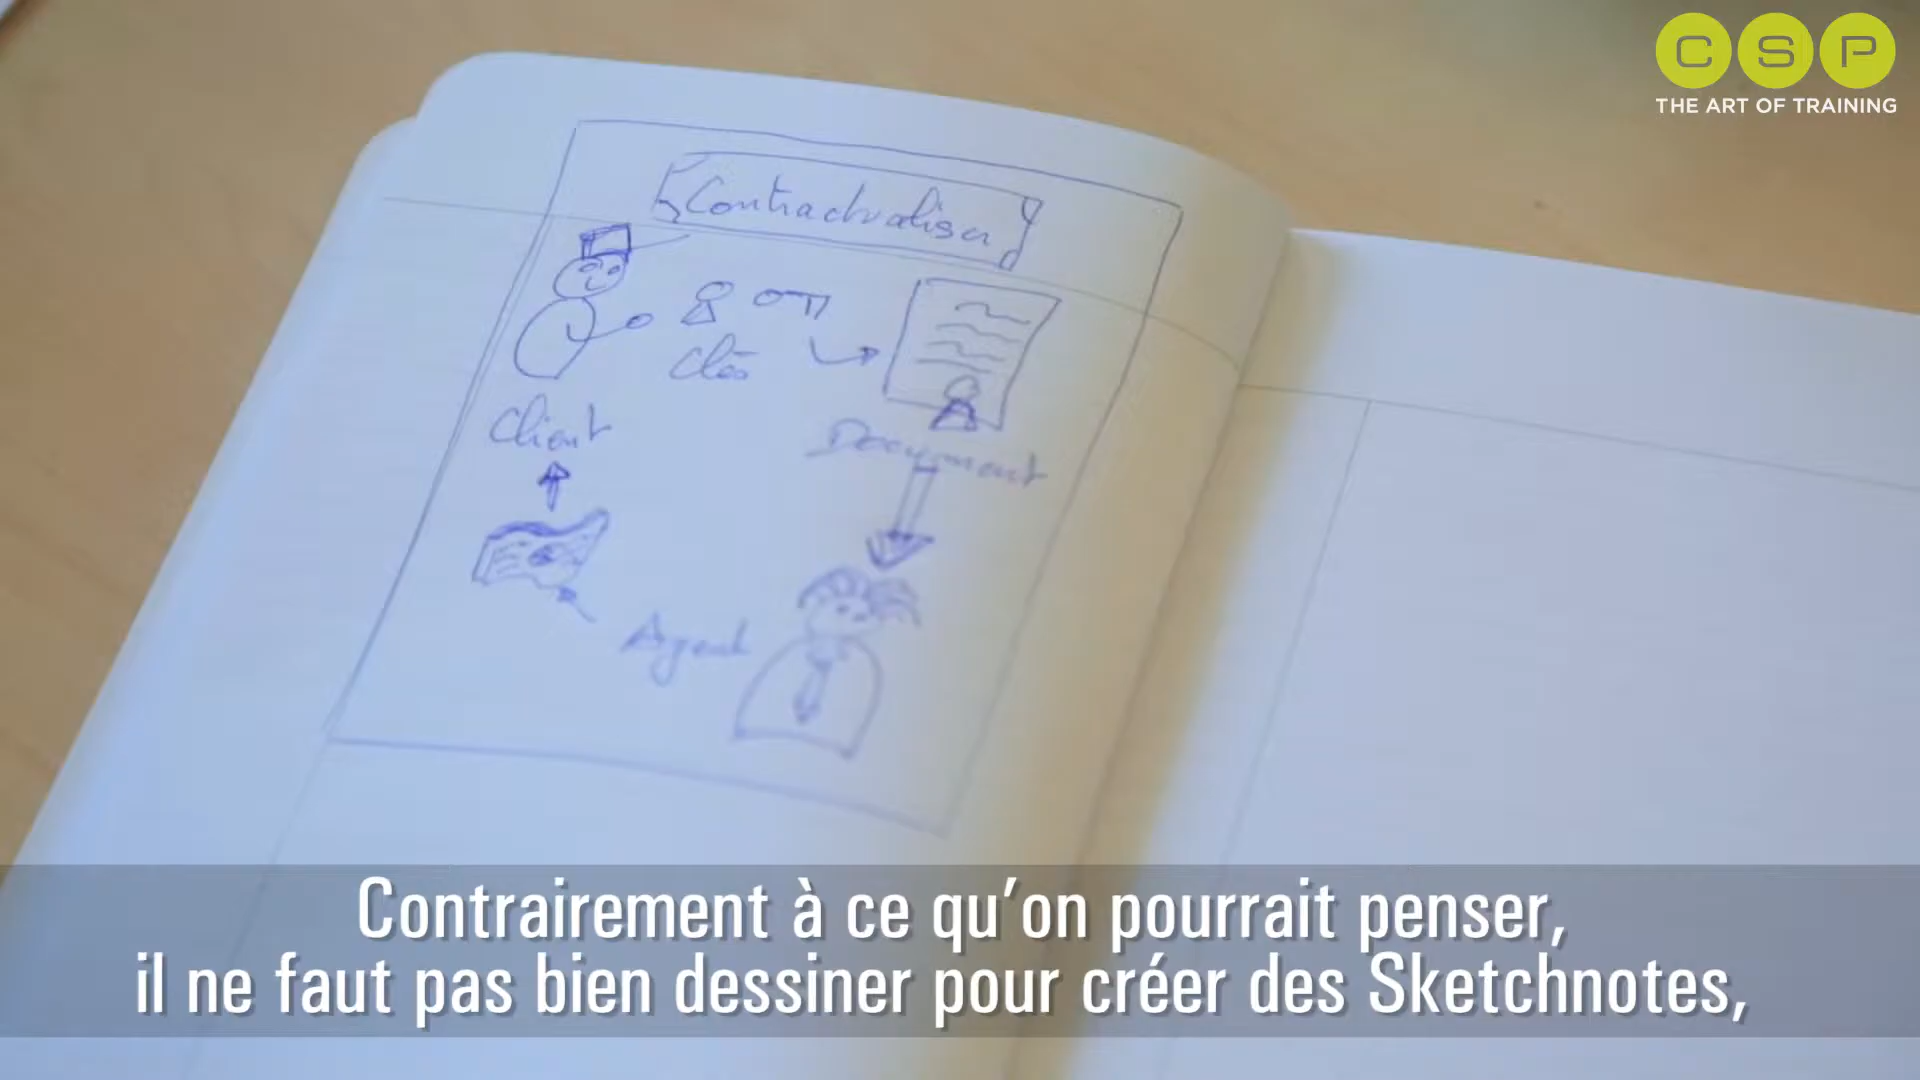 CSP
THE ART OF TRAINING
Contractualiser
Clés
Client
Document
Agent
Contrairement à ce qu'on pourrait penser,
il ne faut pas bien dessiner pour créer des Sketchnotes,